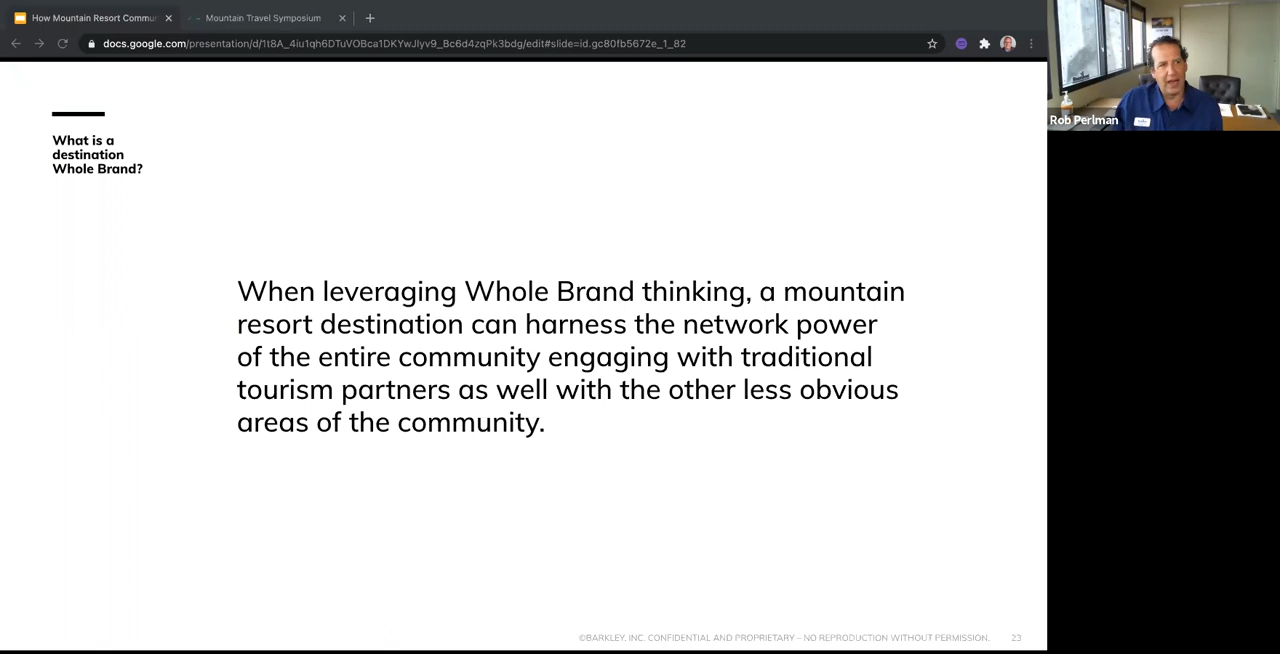 How Mountain Resort Commu
Mountain Travel Symposium
docs.google.com/presentation/d/1t8A_4iu1qh6DTuVOBca1DKYwJlyv9_Bc6d4zqPk3bdg/edit#slide=id.gc80fb5672e_1_82
Rob Perlman
What is a
destination
Whole Brand?
When leveraging Whole Brand thinking, a mountain
resort destination can harness the network power
of the entire community engaging with traditional
tourism partners as well with the other less obvious
areas of the community.
©BARKLEY, INC. CONFIDENTIAL AND PROPRIETARY – NO REPRODUCTION WITHOUT PERMISSION. 23